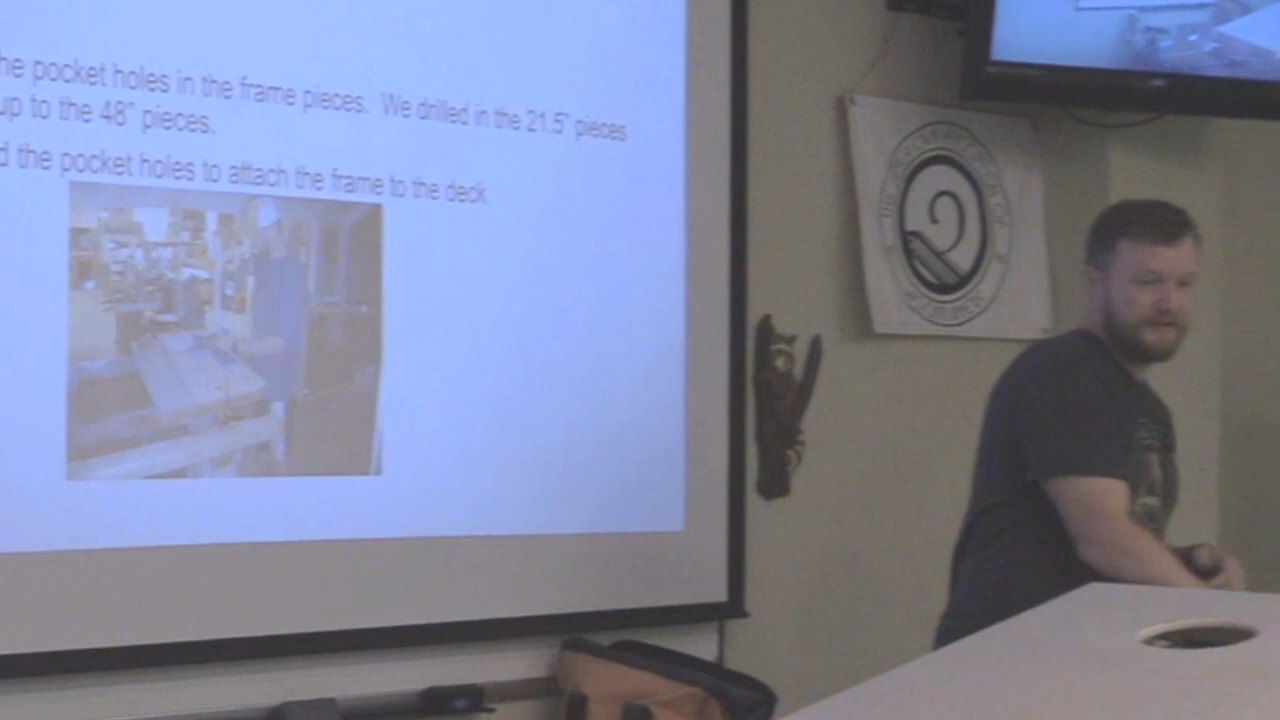 he pocket holes in the frame pieces. We drilled in the 21.5" pieces
up to the 48" pieces.
d the pocket holes to attach the frame to the deck